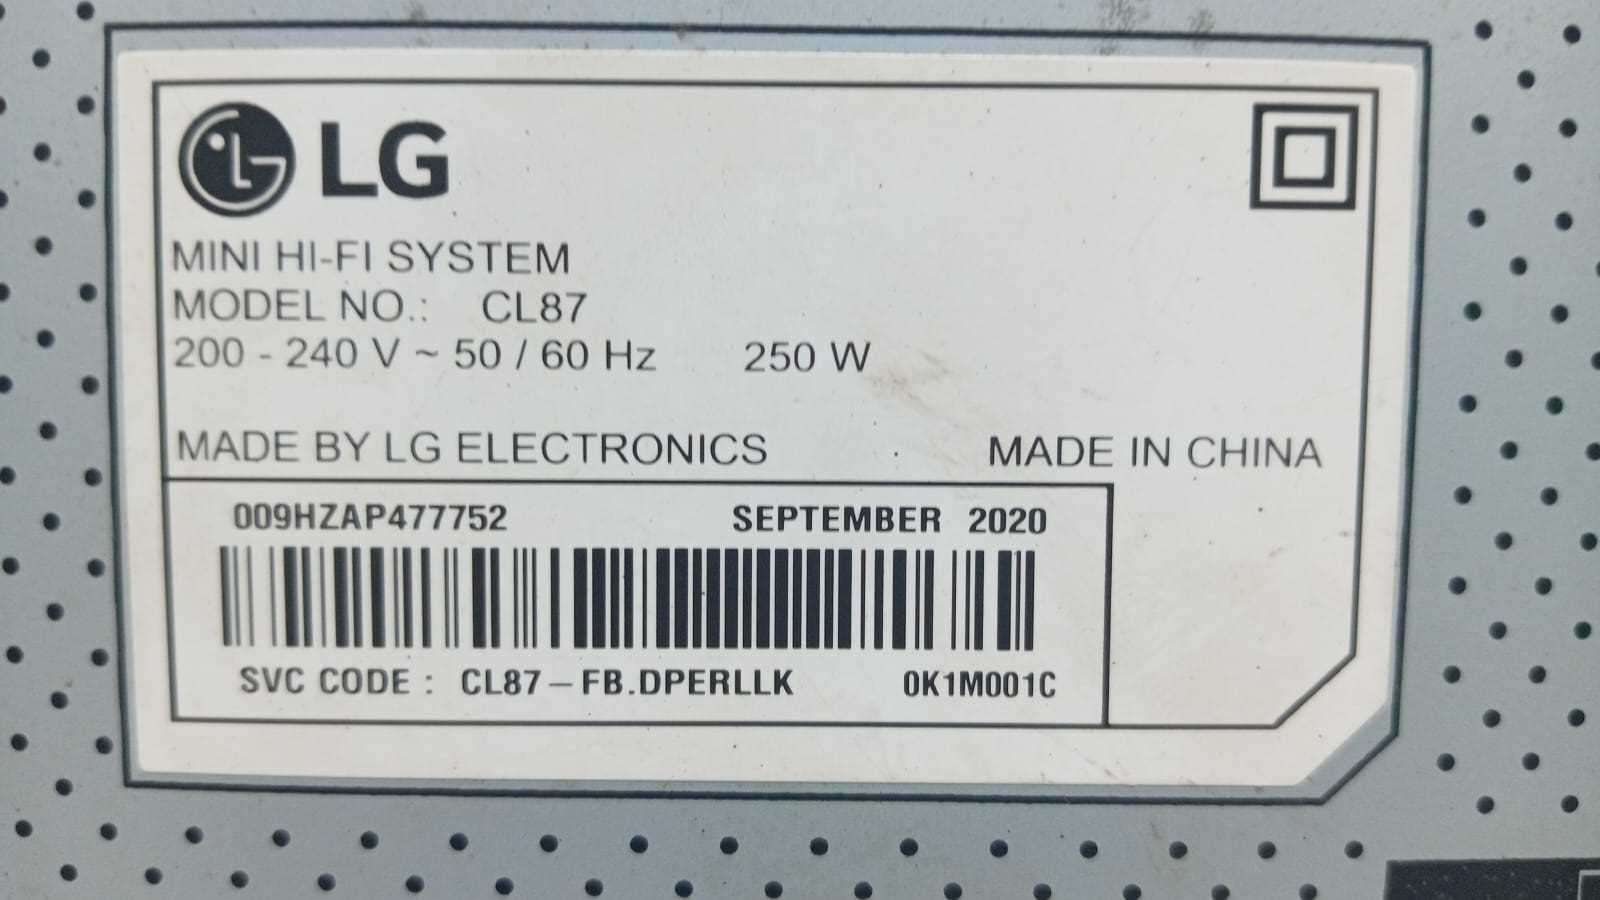 LG
MINI HI-FI SYSTEM
MODEL NO.: CL87
200 - 240 V ~ 50 / 60 Hz 250 W
MADE BY LG ELECTRONICS MADE IN CHINA
009HZAP477752 SEPTEMBER 2020
SVC CODE : CL87-FB.DPERLLK 0K1M001C